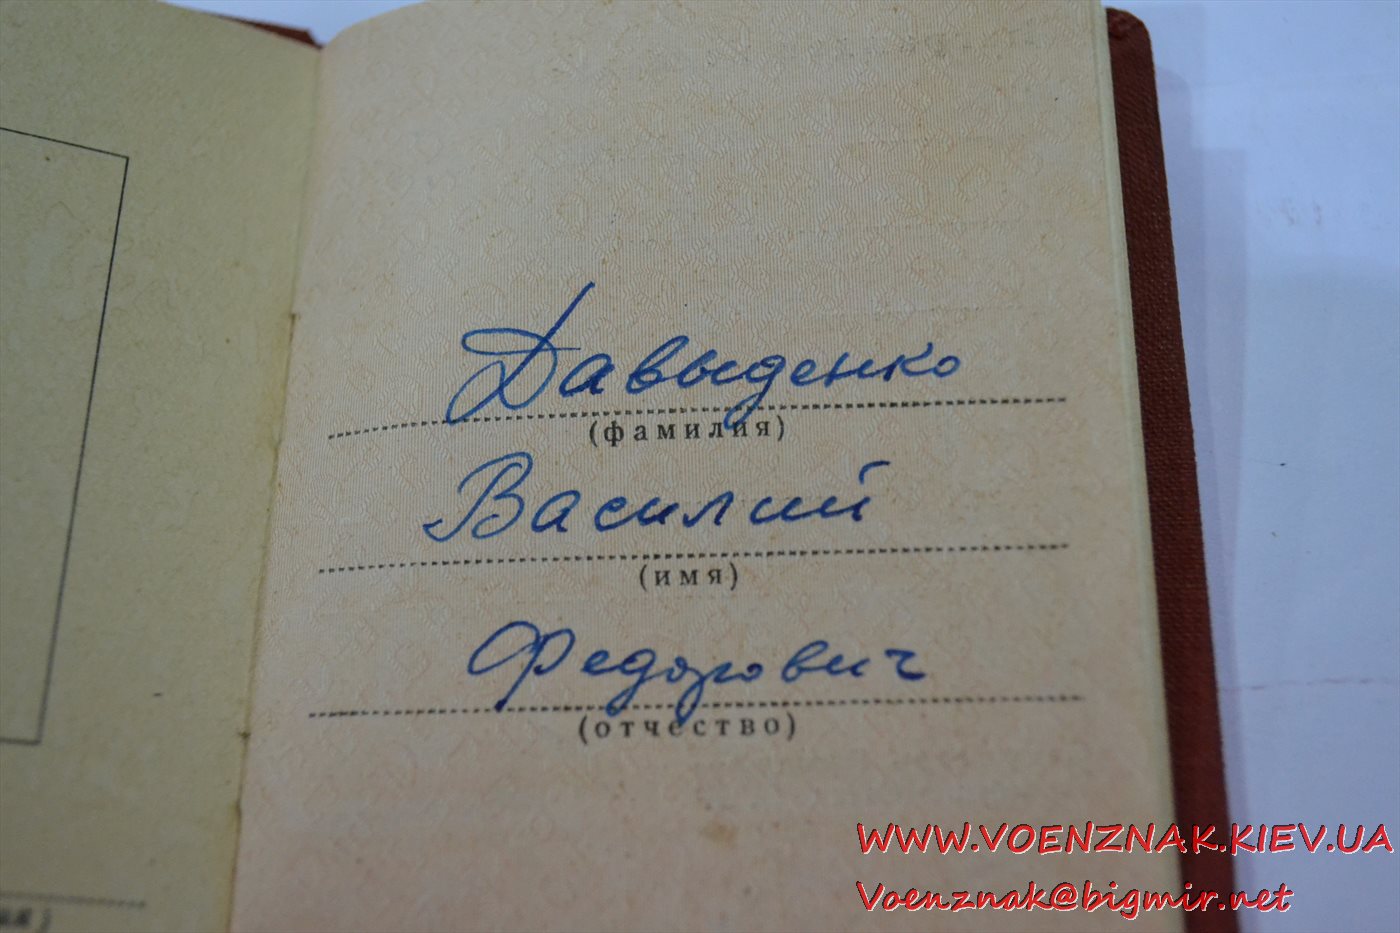 Давыденко
(фамилия)
Василий
(имя)
Федорович
(отчество)
WWW.VOENZNAK.KIEV.UA
Voenznak@bigmir.net